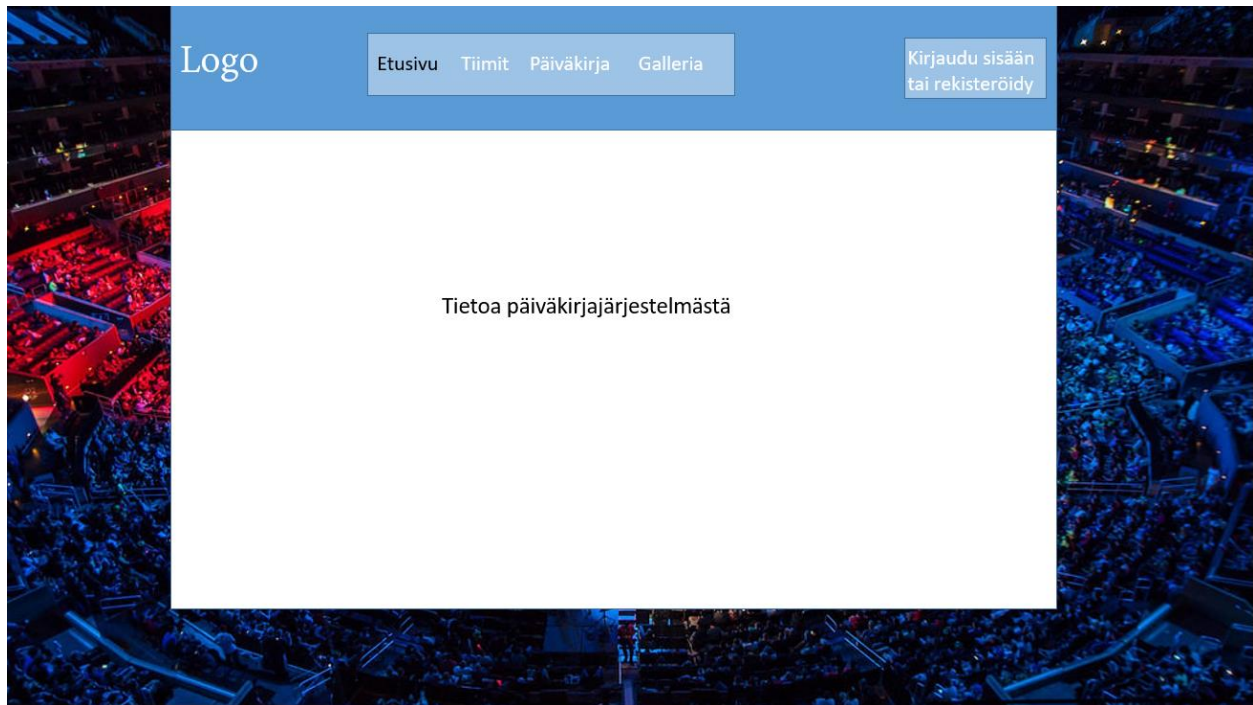 Logo
Etusivu Tiimit Päiväkirja Galleria
Kirjaudu sisään
tai rekisteröidy
Tietoa päiväkirjajärjestelmästä